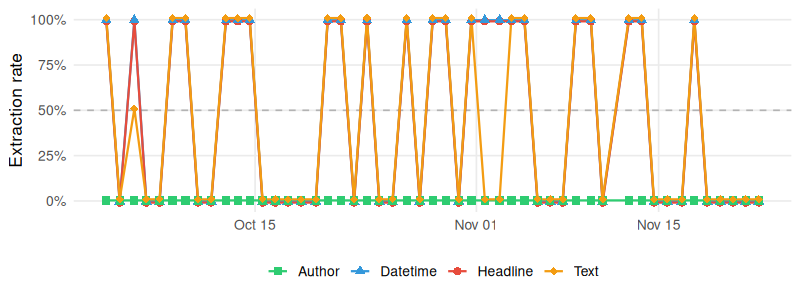 100%
75%
Extraction rate
50%
25%
0%
Oct 15 Nov 01 Nov 15
Author Datetime Headline Text